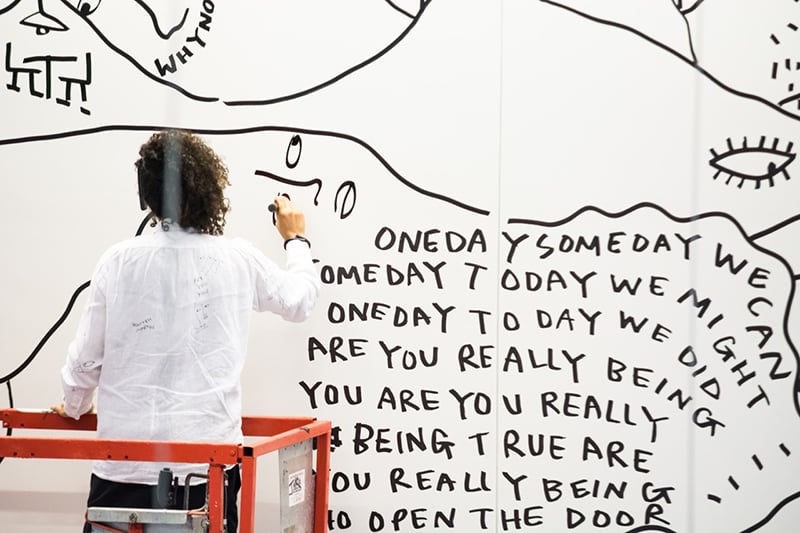 WHYNO
ONEDAY SOMEDAY WE CAN
OMEDAY TODAY WE MIGHT
ONEDAY TODAY WE DID
ARE YOU REALLY BEING
YOU ARE YOU REALLY
BEING TRUE ARE
OU REALLY BEING
OPEN THE DOOR